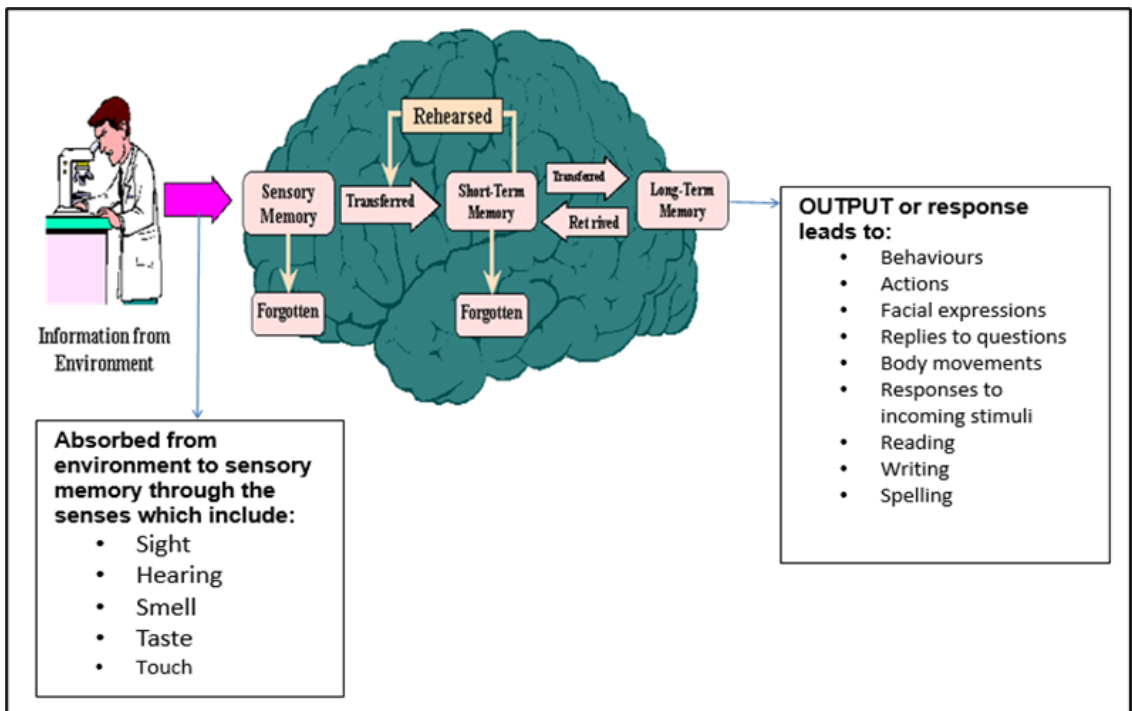 Rehearsed
Sensory
Memory
Transferred
Short-Term
Memory
Transferred
Retrived
Long-Term
Memory
Forgotten
Forgotten
Information from
Environment
OUTPUT or response
leads to:
• Behaviours
• Actions
• Facial expressions
• Replies to questions
• Body movements
• Responses to
incoming stimuli
• Reading
• Writing
• Spelling
Absorbed from
environment to sensory
memory through the
senses which include:
• Sight
• Hearing
• Smell
• Taste
• Touch